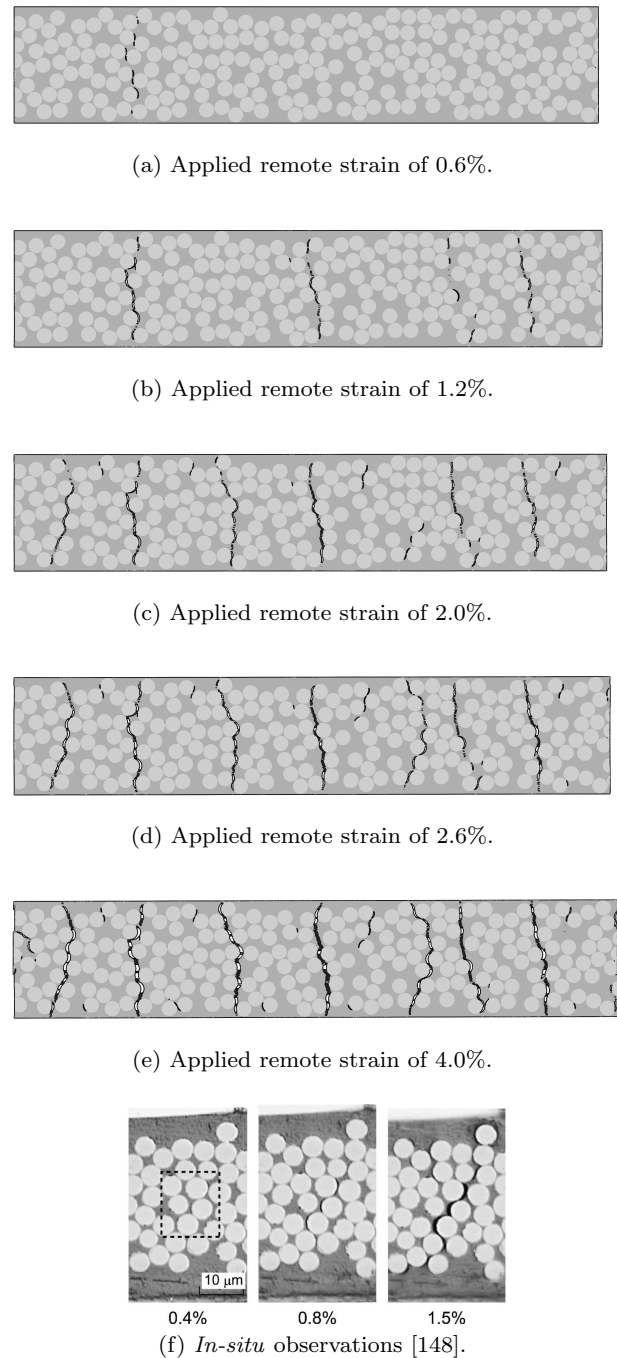 (a) Applied remote strain of 0.6%.
(b) Applied remote strain of 1.2%.
(c) Applied remote strain of 2.0%.
(d) Applied remote strain of 2.6%.
(e) Applied remote strain of 4.0%.
10 μm
0.4% 0.8% 1.5%
(f) In-situ observations [148].